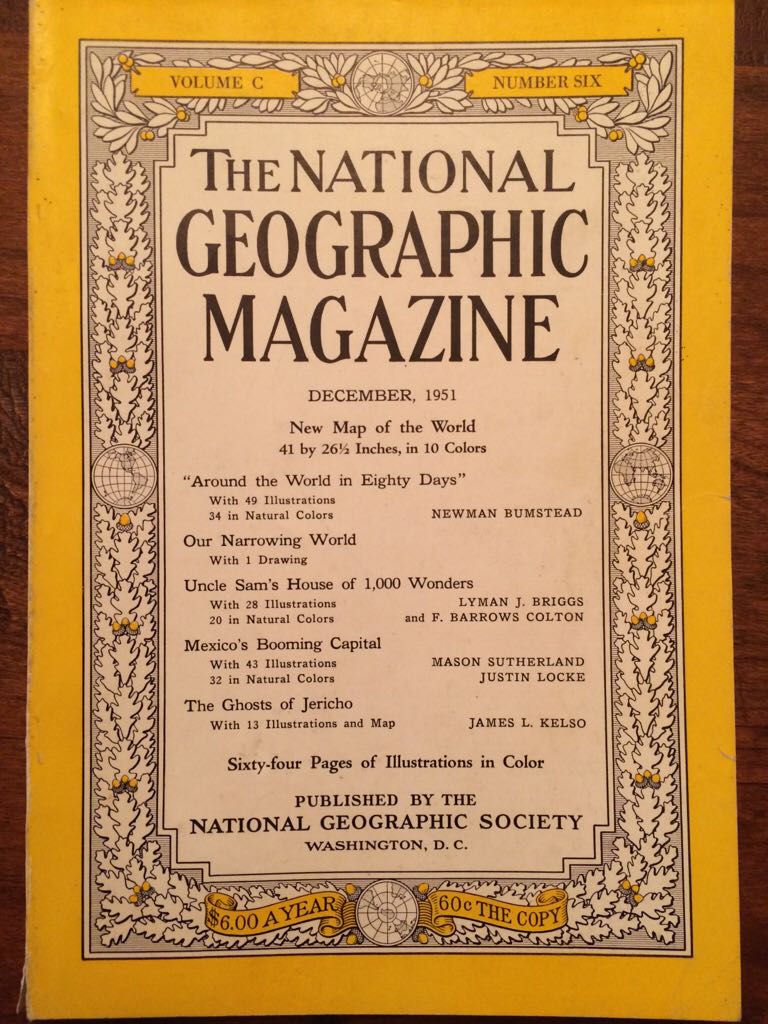 VOLUME C
NUMBER SIX
THE NATIONAL
GEOGRAPHIC
MAGAZINE
DECEMBER, 1951
New Map of the World
41 by 26½ Inches, in 10 Colors
"Around the World in Eighty Days"
With 49 Illustrations
34 in Natural Colors NEWMAN BUMSTEAD
Our Narrowing World
With 1 Drawing
Uncle Sam's House of 1,000 Wonders
With 28 Illustrations LYMAN J. BRIGGS
20 in Natural Colors and F. BARROWS COLTON
Mexico's Booming Capital
With 43 Illustrations MASON SUTHERLAND
32 in Natural Colors JUSTIN LOCKE
The Ghosts of Jericho
With 13 Illustrations and Map JAMES L. KELSO
Sixty-four Pages of Illustrations in Color
PUBLISHED BY THE
NATIONAL GEOGRAPHIC SOCIETY
WASHINGTON, D. C.
$6.00 A YEAR
60c THE COPY